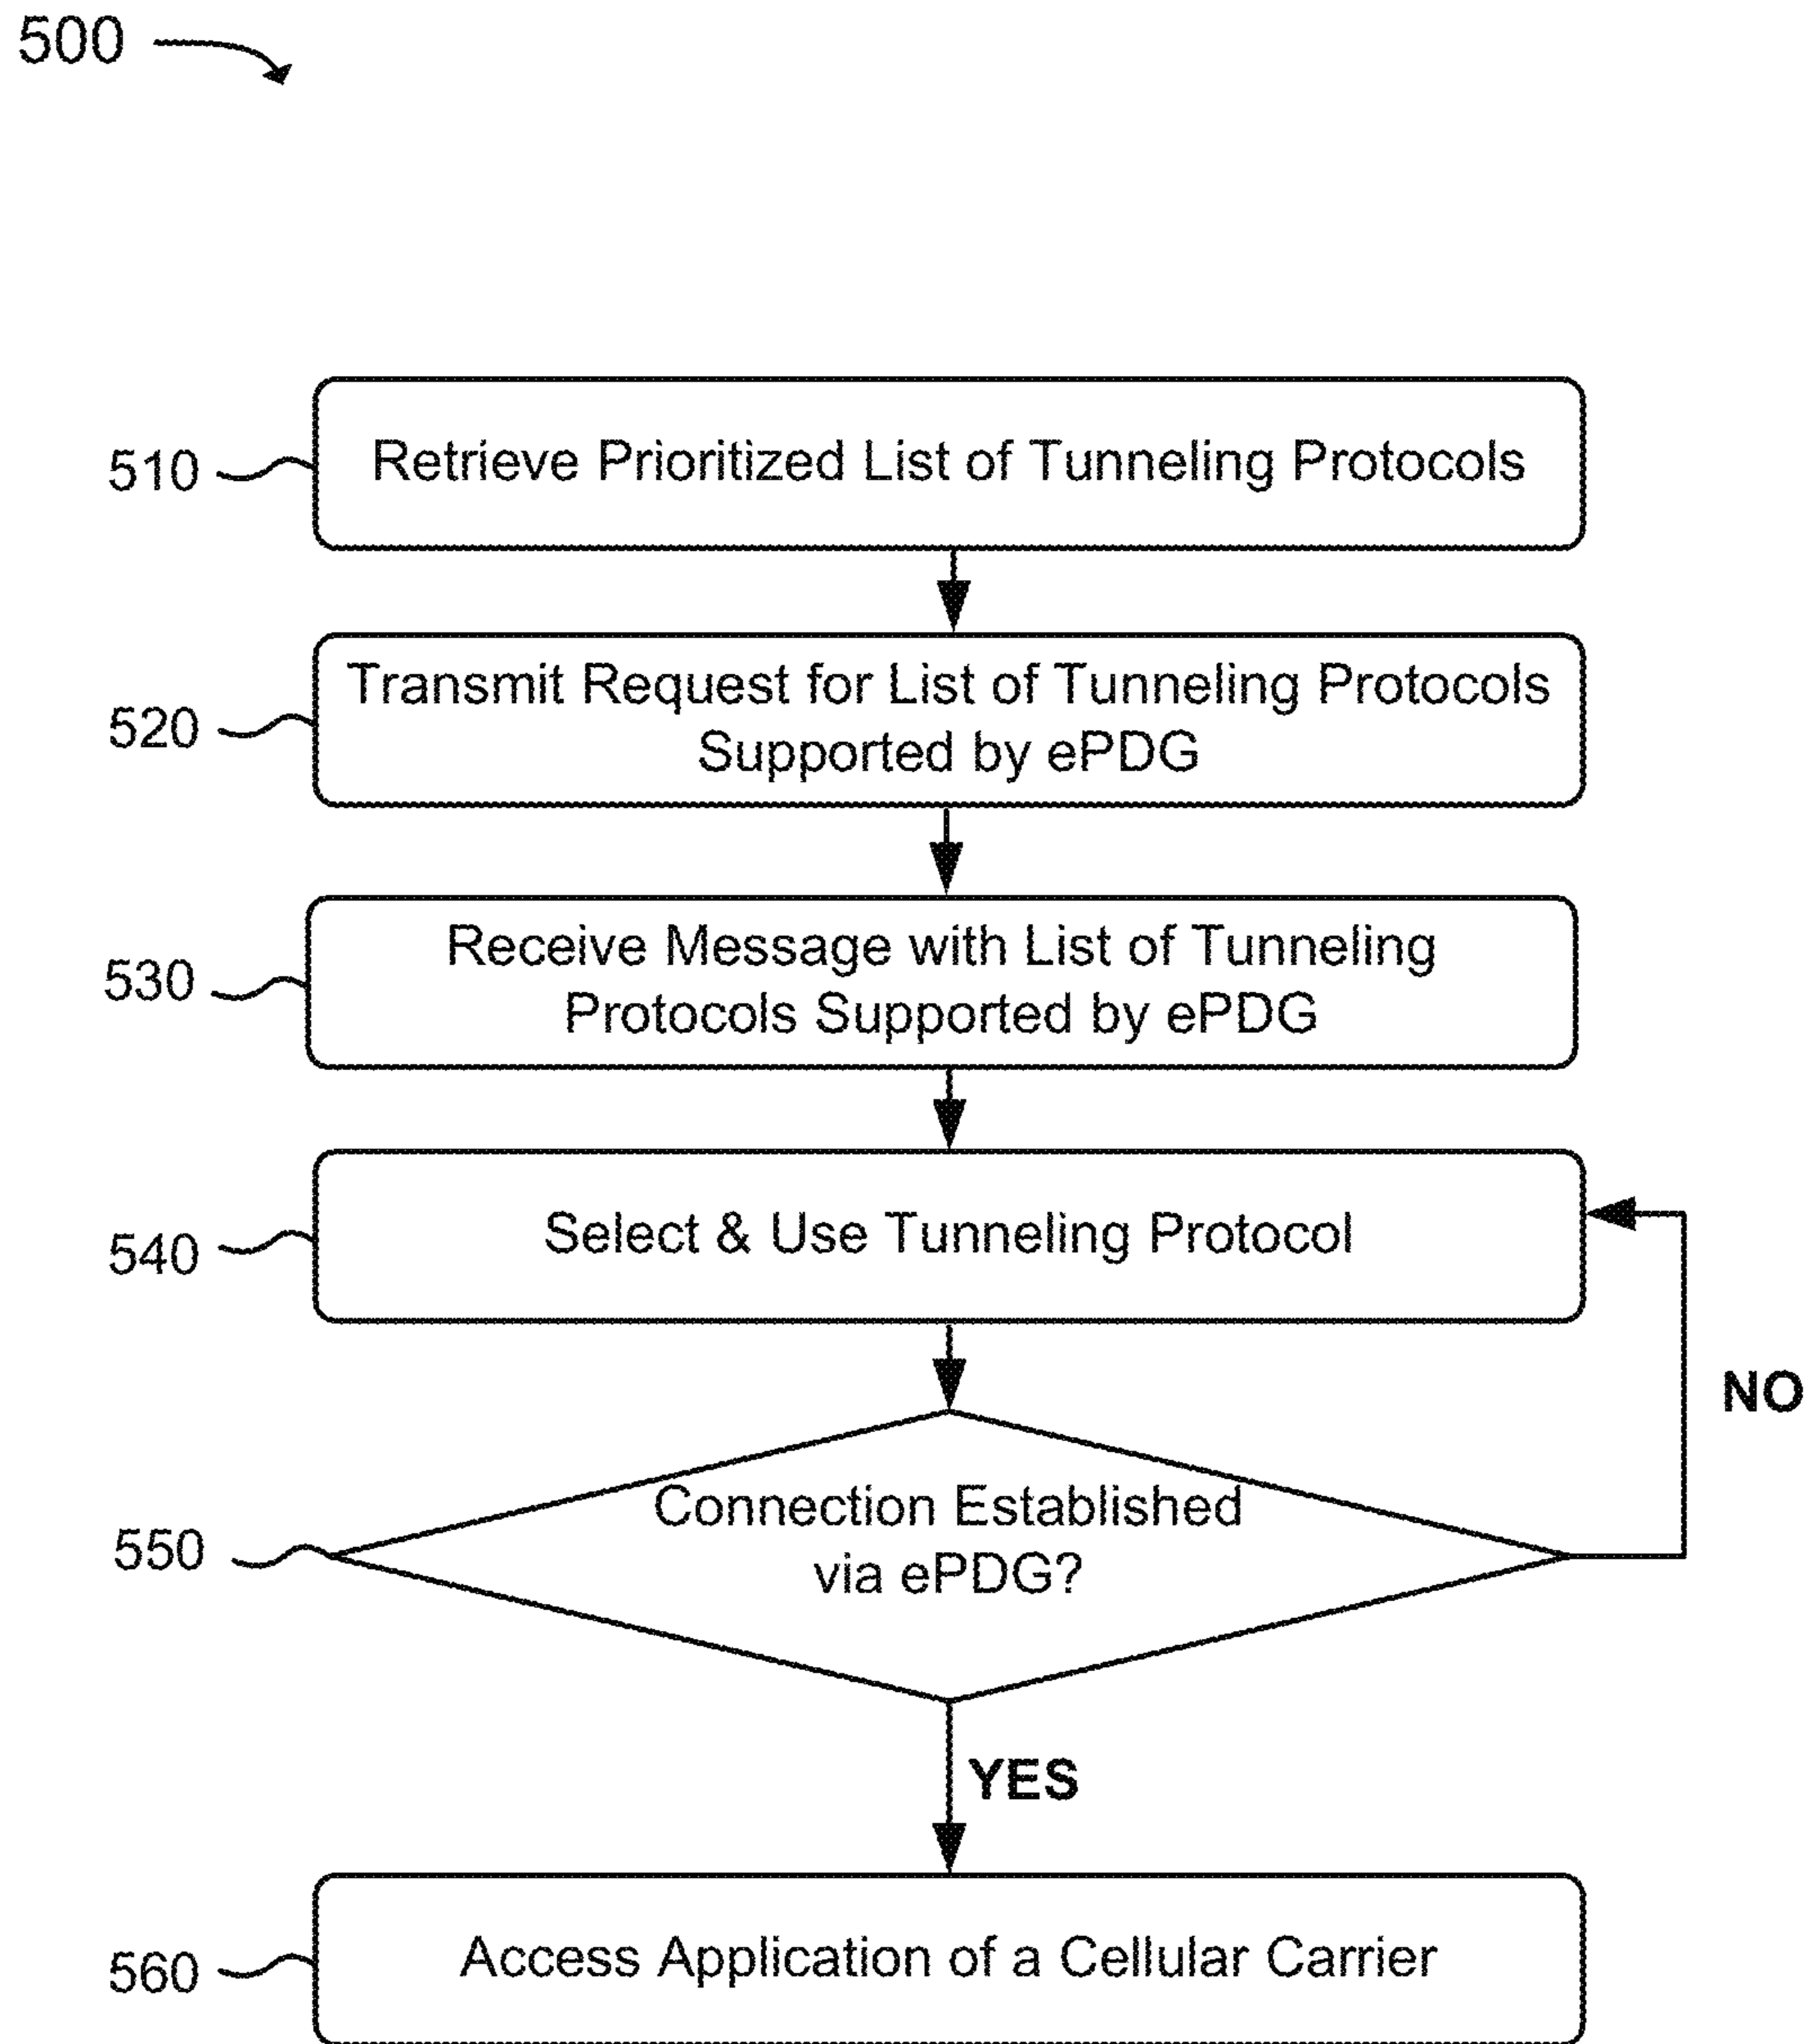 500
510
Retrieve Prioritized List of Tunneling Protocols
520
Transmit Request for List of Tunneling Protocols
Supported by ePDG
530
Receive Message with List of Tunneling
Protocols Supported by ePDG
540
Select & Use Tunneling Protocol
NO
550
Connection Established
via ePDG?
YES
560
Access Application of a Cellular Carrier